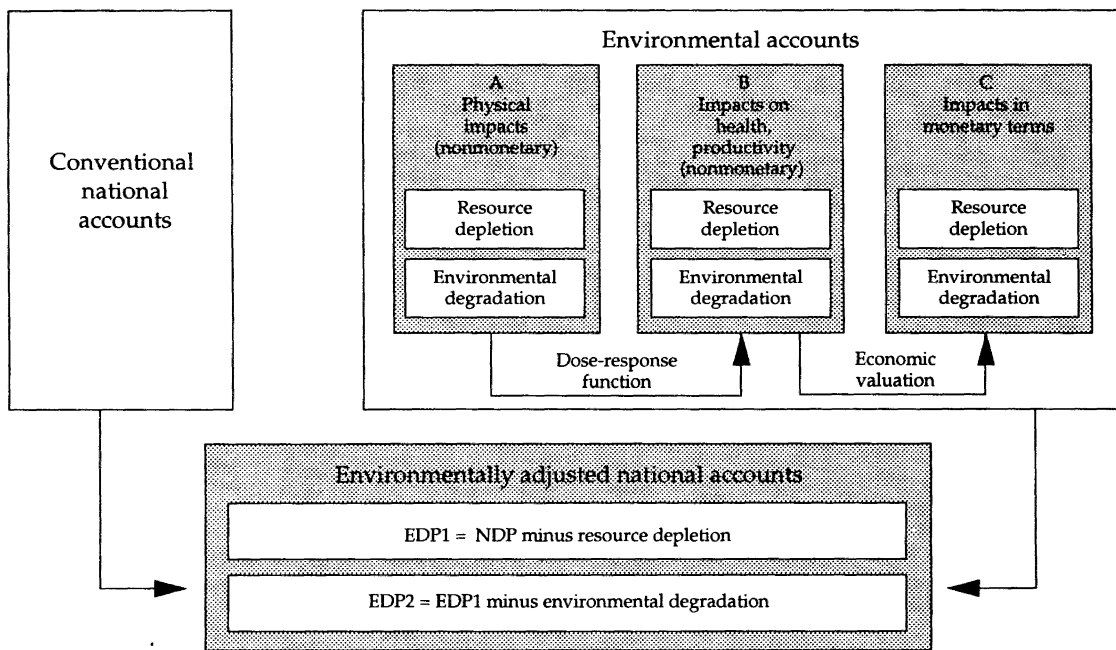 Conventional
national
accounts
Environmental accounts
A
Physical
impacts
(nonmonetary)
Resource
depletion
Environmental
degradation
B
Impacts on
health,
productivity
(nonmonetary)
Resource
depletion
Environmental
degradation
C
Impacts in
monetary terms
Resource
depletion
Environmental
degradation
Dose-response
function
Economic
valuation
Environmentally adjusted national accounts
EDP1 = NDP minus resource depletion
EDP2 = EDP1 minus environmental degradation